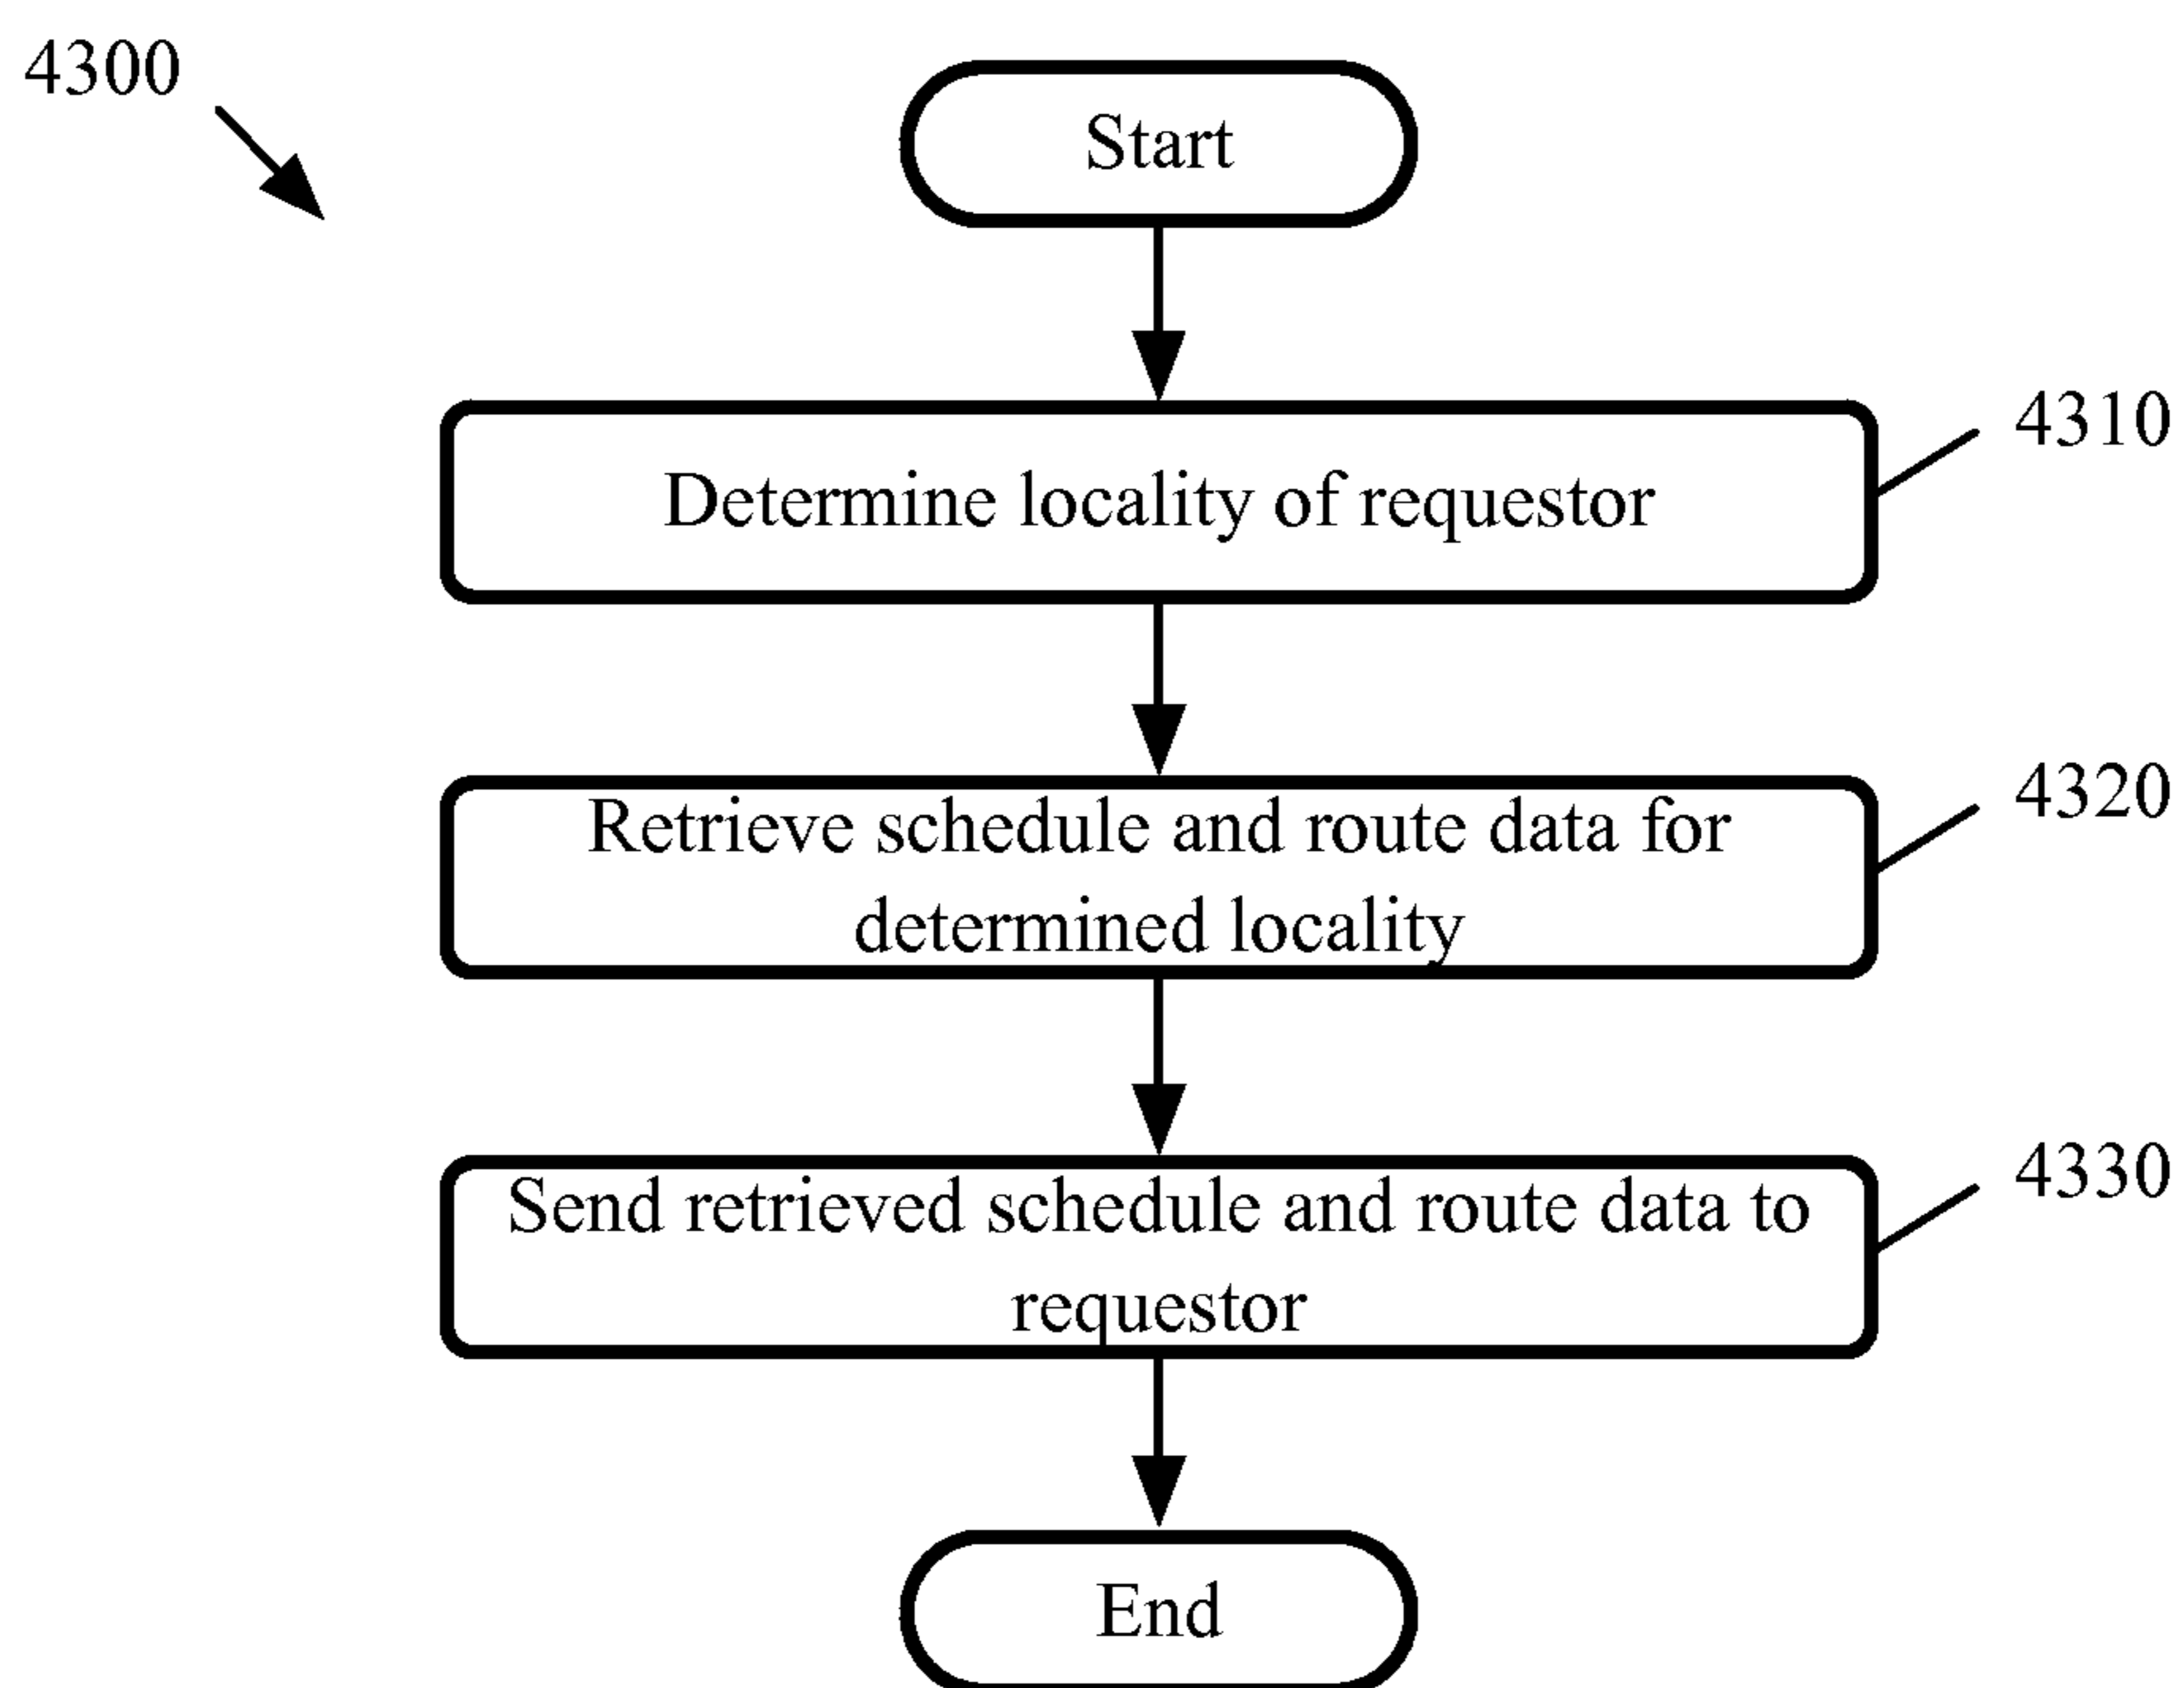 4300
Start
Determine locality of requestor
4310
Retrieve schedule and route data for
determined locality
4320
Send retrieved schedule and route data to
requestor
4330
End